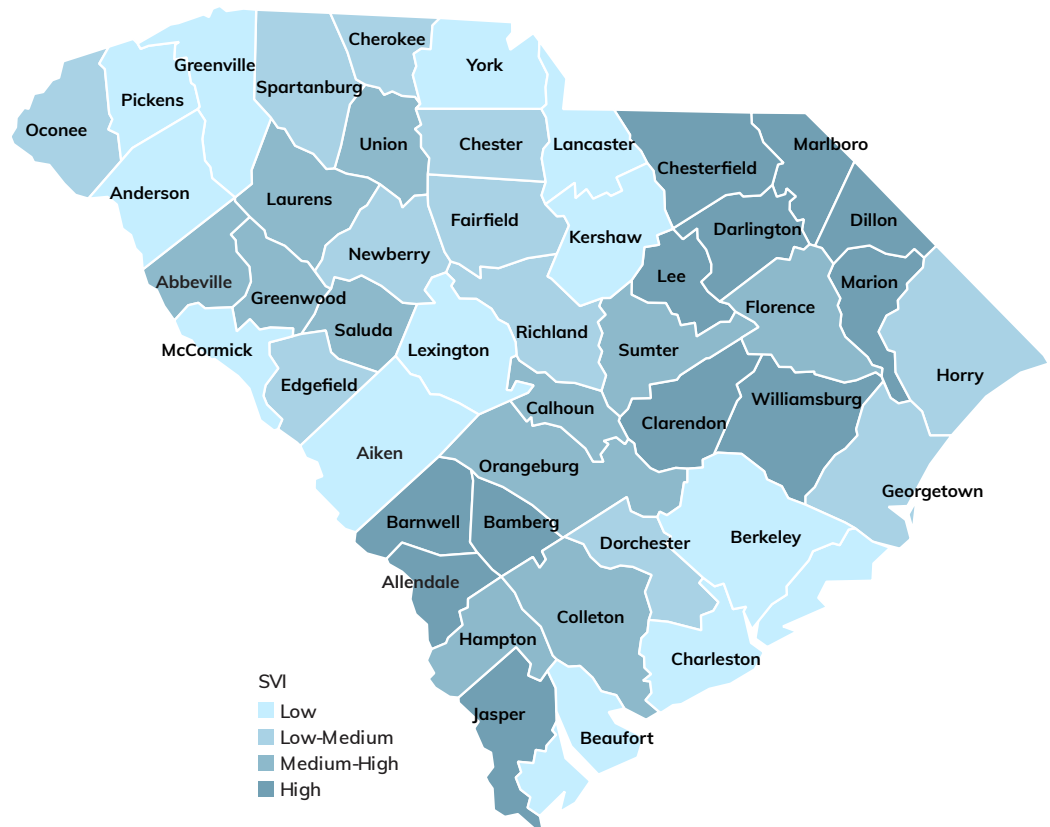 Cherokee
Greenville
York
Spartanburg
Pickens
Oconee
Union
Chester
Lancaster
Marlboro
Chesterfield
Anderson
Laurens
Fairfield
Dillon
Darlington
Kershaw
Newberry
Lee
Abbeville
Marion
Greenwood
Florence
Saluda
Richland
McCormick
Lexington
Sumter
Horry
Edgefield
Williamsburg
Calhoun
Clarendon
Aiken
Orangeburg
Georgetown
Barnwell
Bamberg
Berkeley
Dorchester
Allendale
Colleton
Hampton
Charleston
Jasper
Beaufort
SVI
Low
Low-Medium
Medium-High
High